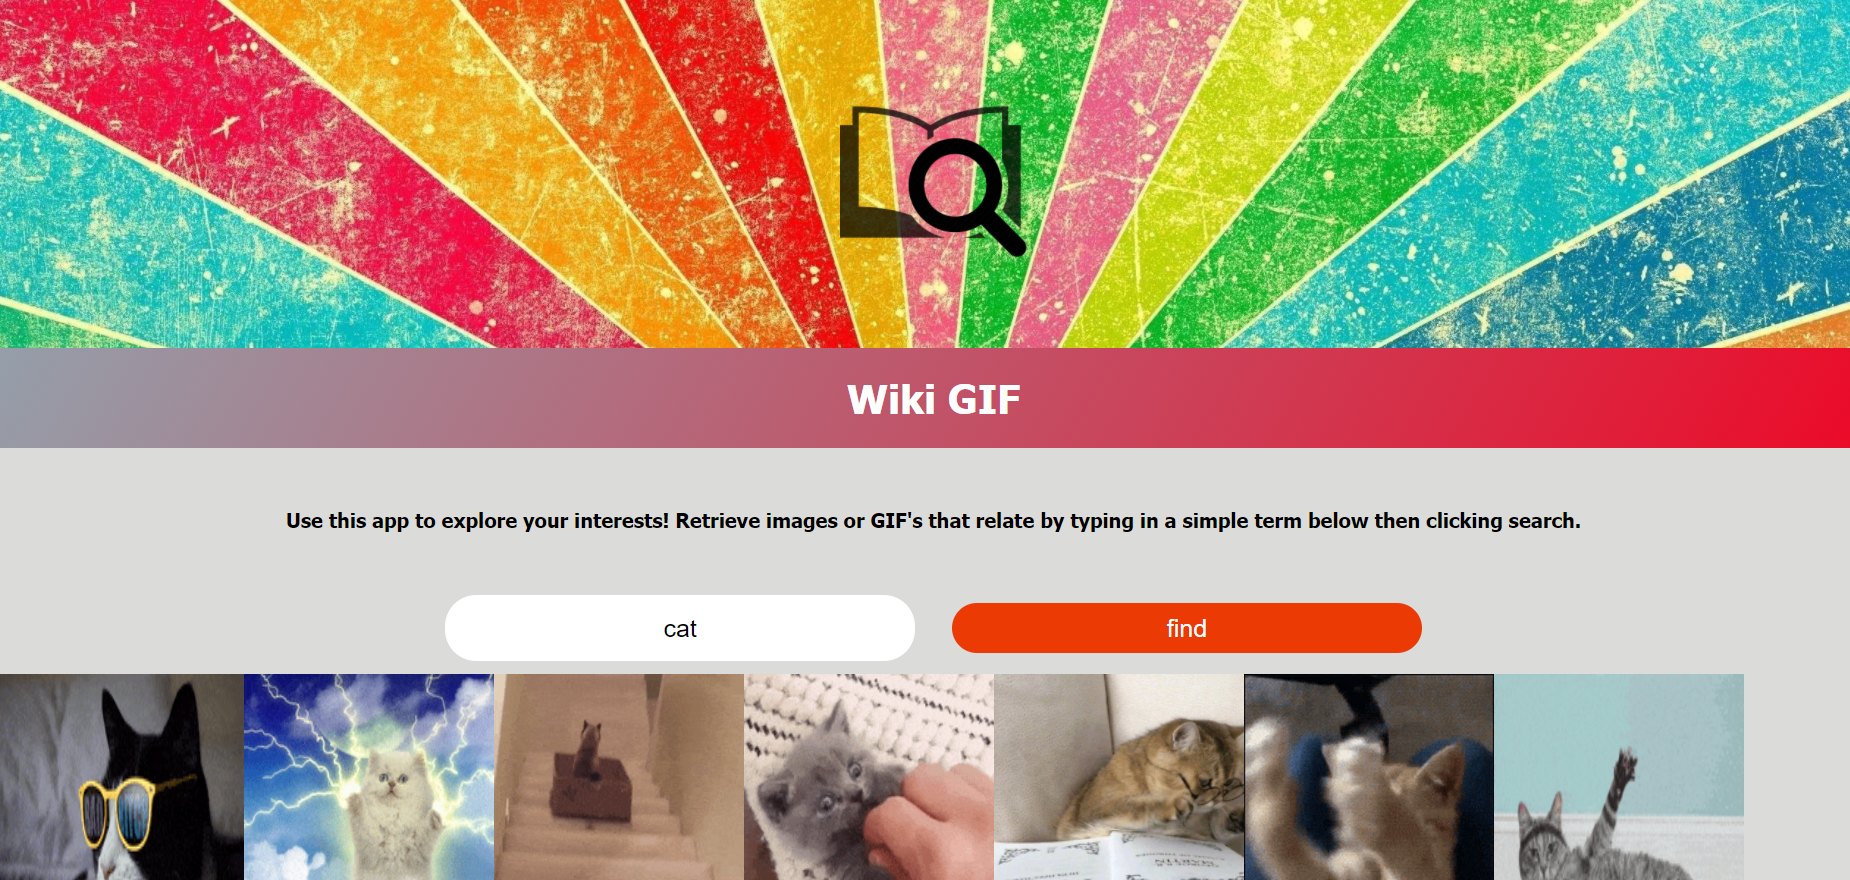 Wiki GIF
Use this app to explore your interests! Retrieve images or GIF's that relate by typing in a simple term below then clicking search.
cat
find